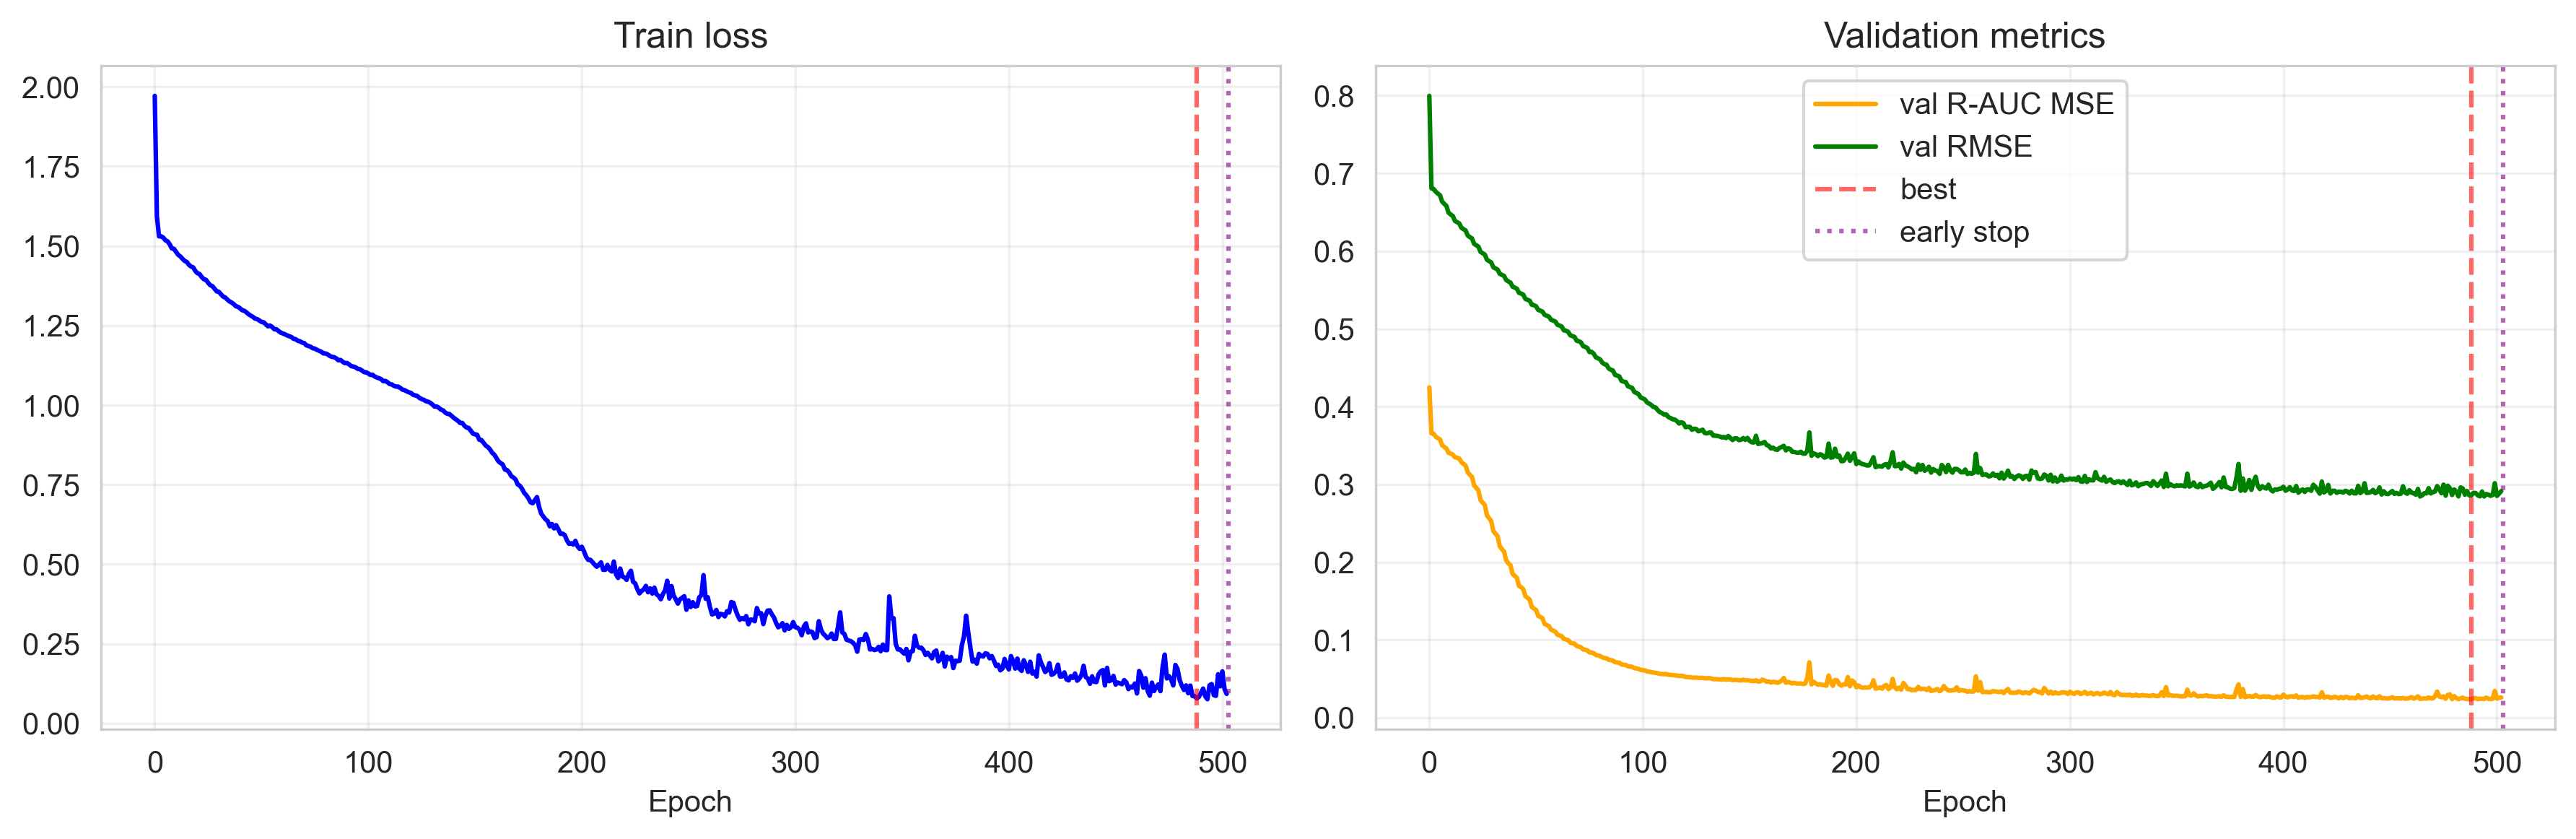 Train loss
2.00
1.75
1.50
1.25
1.00
0.75
0.50
0.25
0.00
0 100 200 300 400 500
Epoch
Validation metrics
val R-AUC MSE
val RMSE
best
early stop
0.8
0.7
0.6
0.5
0.4
0.3
0.2
0.1
0.0
0 100 200 300 400 500
Epoch